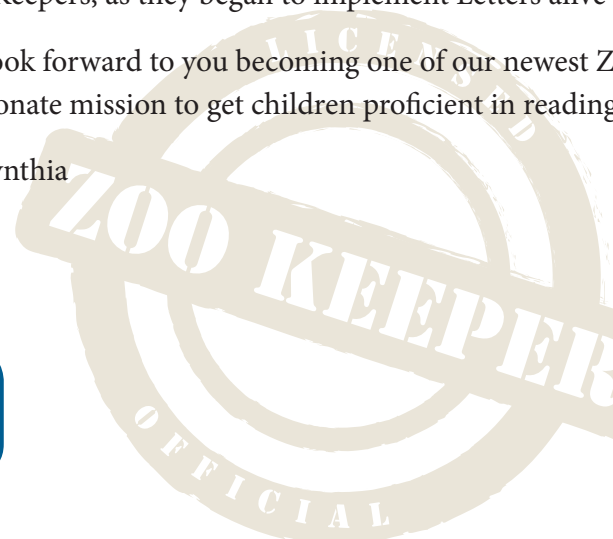 Keepers, as they began to implement Letters alive
ook forward to you becoming one of our newest Z
onate mission to get children proficient in reading
ynthia
LICENSED
ZOO KEEPER
OFFICIAL